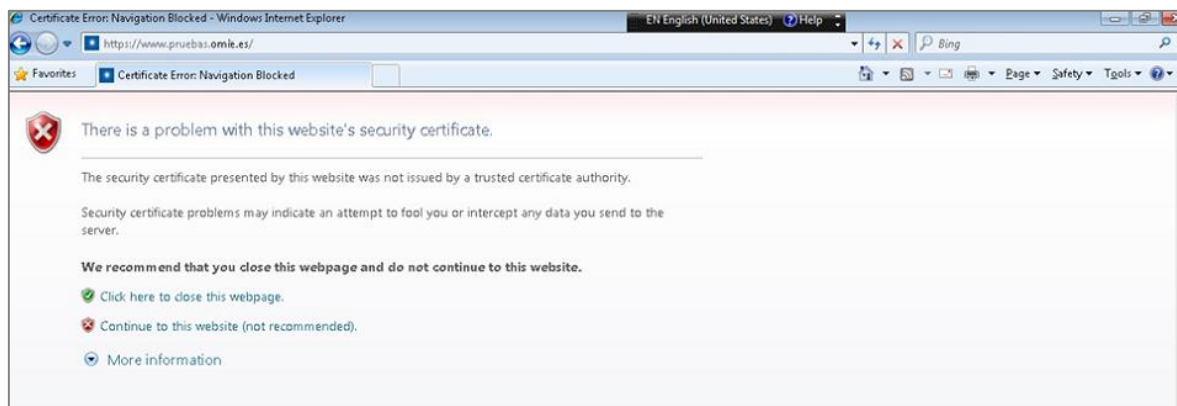 Certificate Error: Navigation Blocked - Windows Internet Explorer
EN English (United States) Help
https://www.pruebas.omie.es/
Bing
Favorites
Certificate Error: Navigation Blocked
Page Safety Tools
There is a problem with this website's security certificate.
The security certificate presented by this website was not issued by a trusted certificate authority.
Security certificate problems may indicate an attempt to fool you or intercept any data you send to the
server.
We recommend that you close this webpage and do not continue to this website.
Click here to close this webpage.
Continue to this website (not recommended).
More information